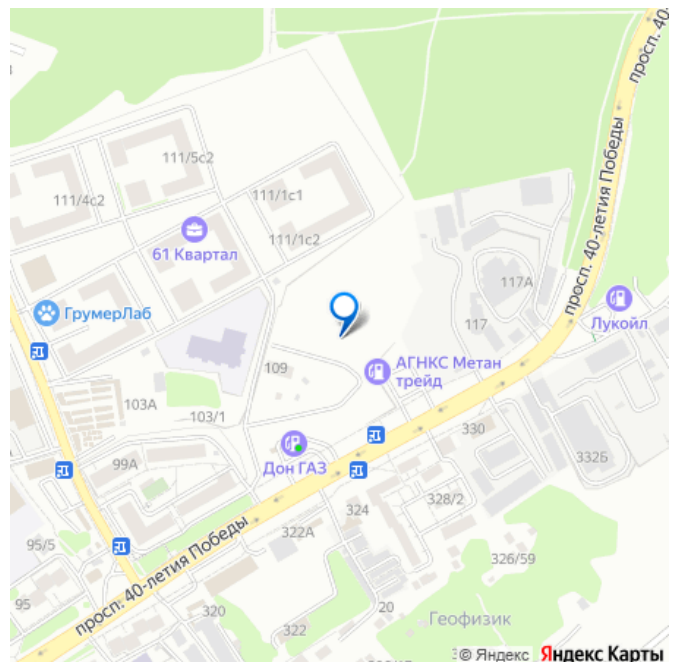 просп. 40-
111/5с2
111/4с2
111/1с1
111/1с2
61 Квартал
просп. 40-летия Победы
117А
ГрумерЛаб
117
Лукойл
109
АГНКС Метан
трейд
103А
103/1
330
99А
Дон ГАЗ
332Б
328/2
324
322А
95/5
просп. 40-летия Победы
326/59
95
20
320
322
Геофизик
© Яндекс Яндекс Карты